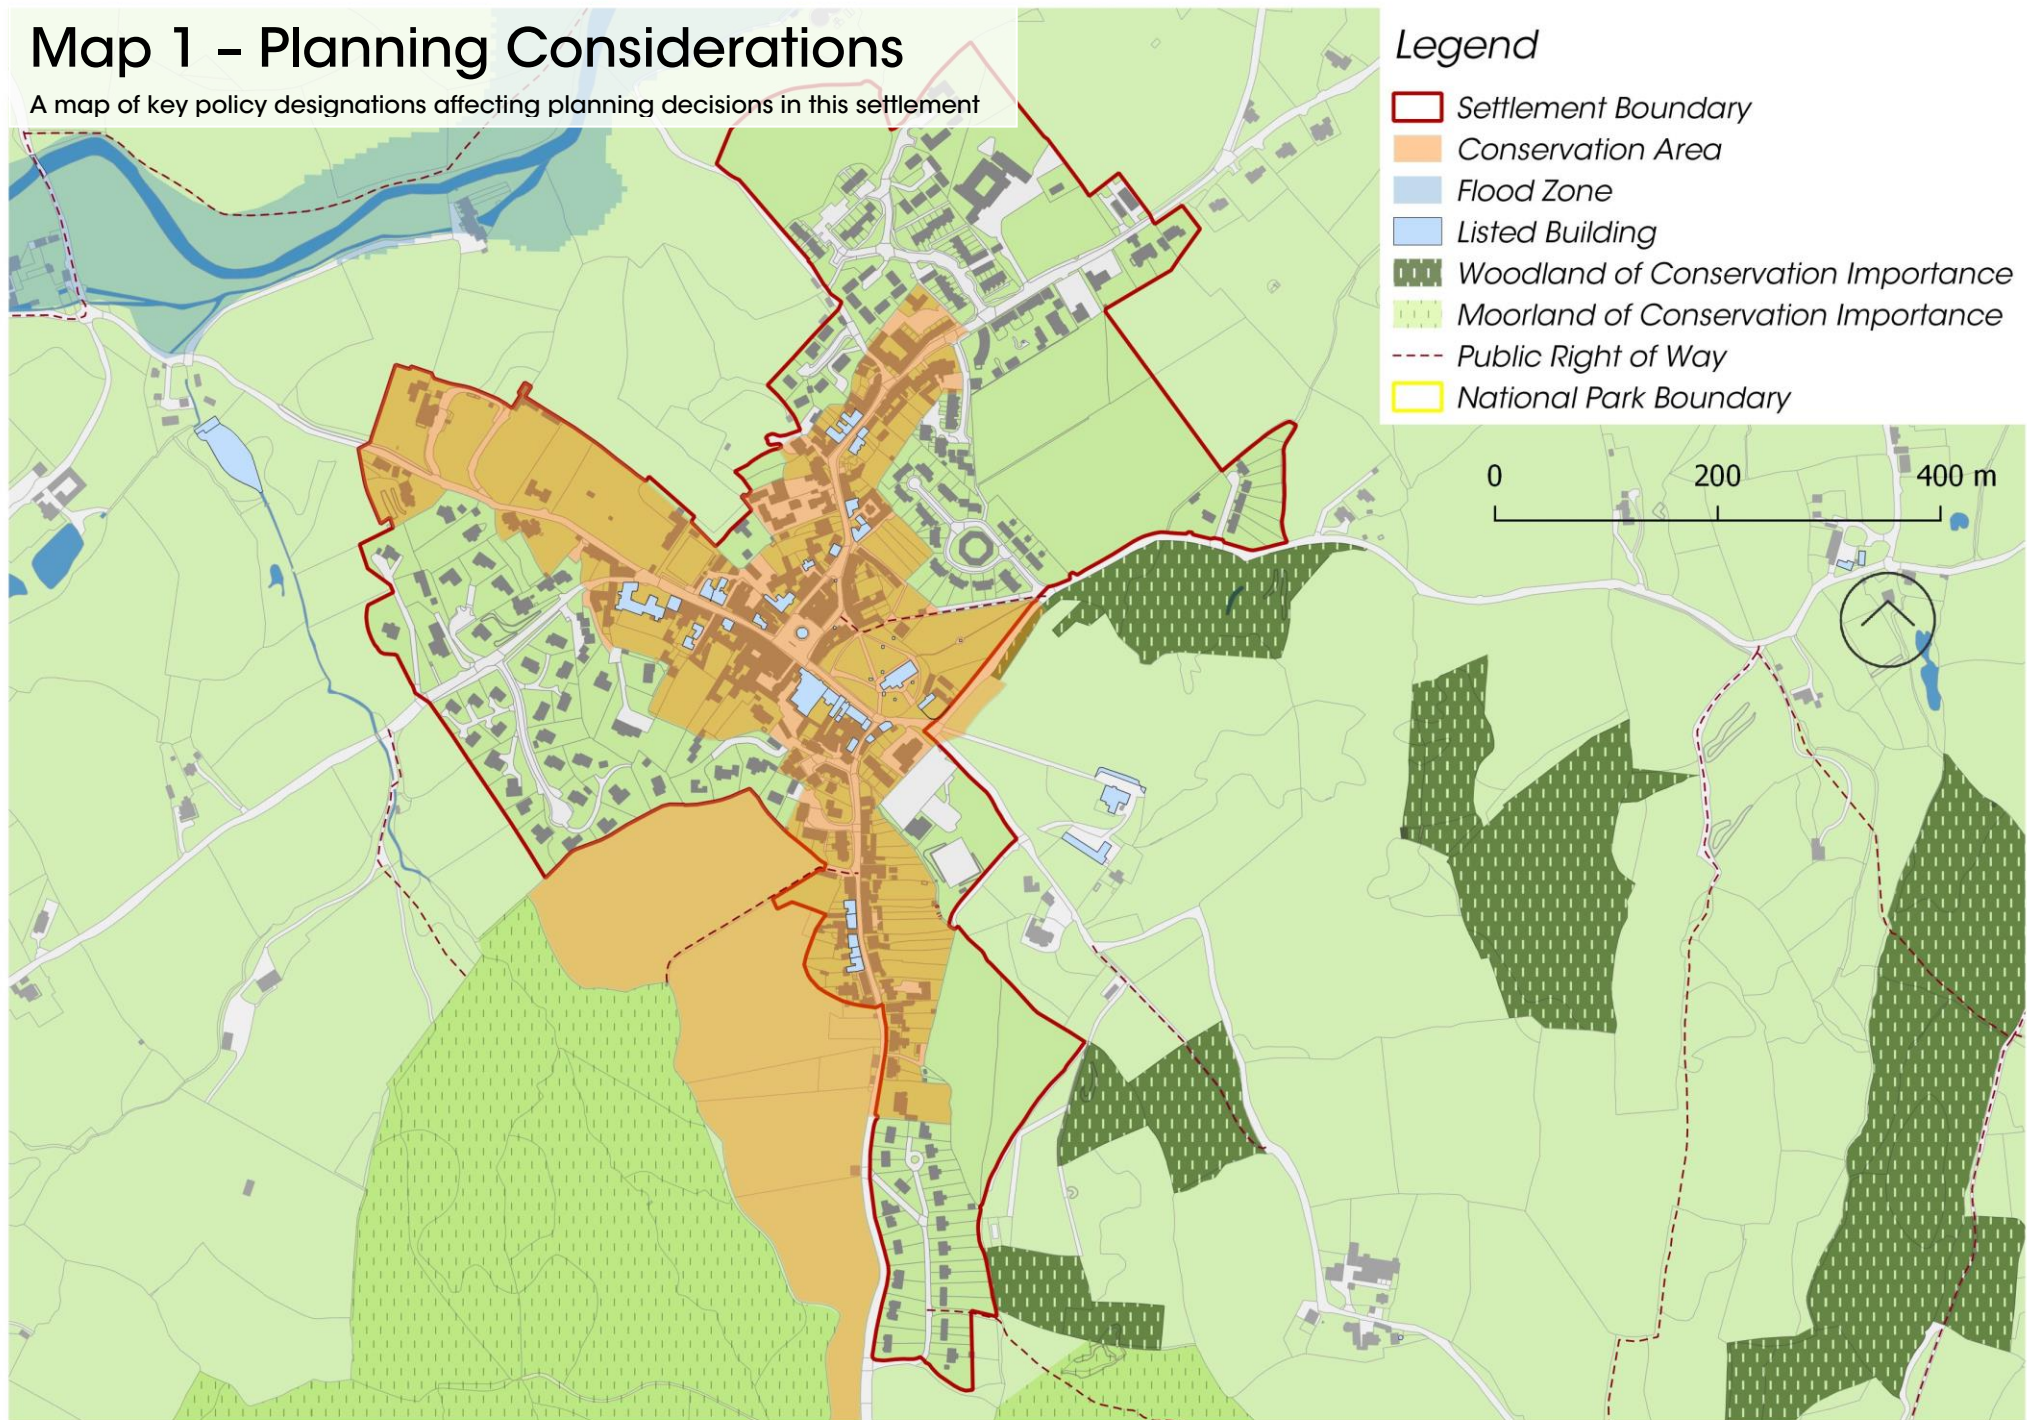 Map 1 – Planning Considerations
A map of key policy designations affecting planning decisions in this settlement
Legend
Settlement Boundary
Conservation Area
Flood Zone
Listed Building
Woodland of Conservation Importance
Moorland of Conservation Importance
Public Right of Way
National Park Boundary
0 200 400 m